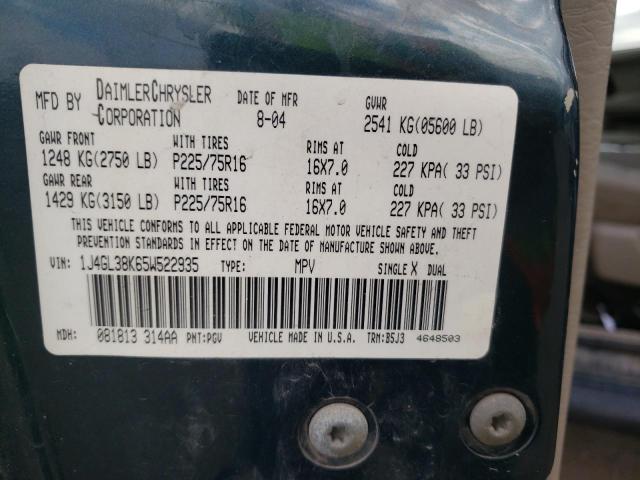 MFD BY DAIMLERCHRYSLER CORPORATION DATE OF MFR 8-04 GVWR 2541 KG(05600 LB)
GAWR FRONT WITH TIRES RIMS AT COLD
1248 KG(2750 LB) P225/75R16 16X7.0 227 KPA( 33 PSI)
GAWR REAR WITH TIRES RIMS AT COLD
1429 KG(3150 LB) P225/75R16 16X7.0 227 KPA( 33 PSI)
THIS VEHICLE CONFORMS TO ALL APPLICABLE FEDERAL MOTOR VEHICLE SAFETY AND THEFT
PREVENTION STANDARDS IN EFFECT ON THE DATE OF MANUFACTURE SHOWN ABOVE.
VIN: 1J4GL38K65W522935 TYPE: MPV SINGLE X DUAL
MDH: 081813 314AA PNT:PGV VEHICLE MADE IN U.S.A. TRN:B5J3 4648503